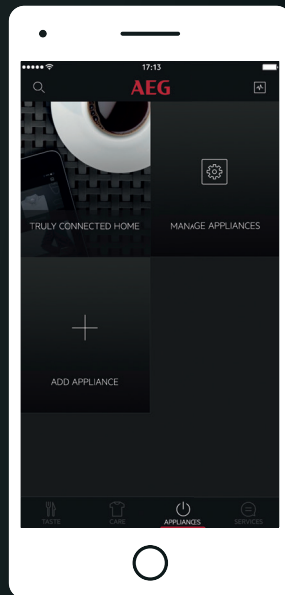 17:13
AEG
TRULY CONNECTED HOME
MANAGE APPLIANCES
ADD APPLIANCE
TASTE
CARE
APPLIANCES
SERVICES